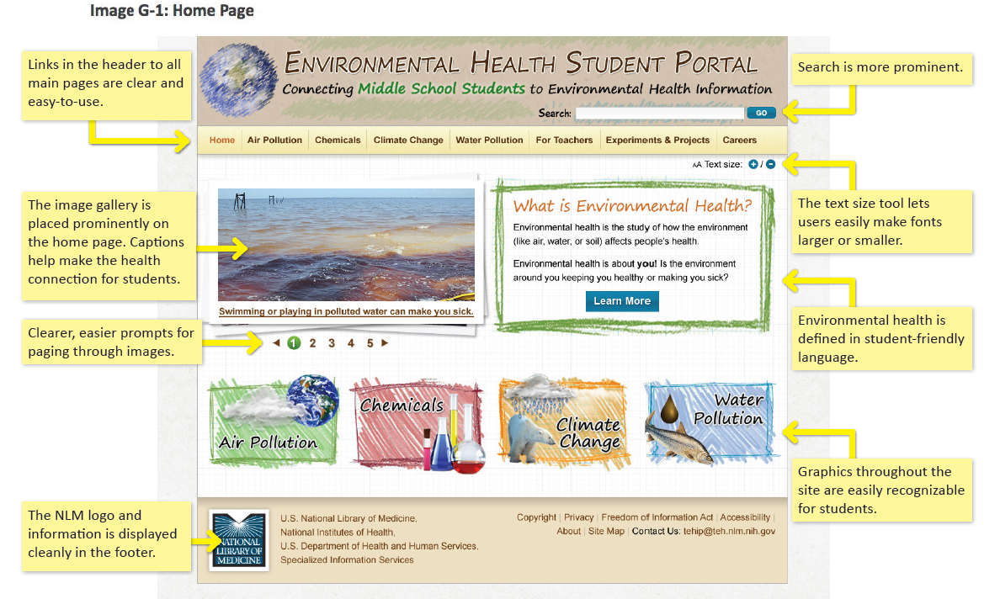 Image G-1: Home Page
Links in the header to all
main pages are clear and
easy-to-use.
ENVIRONMENTAL HEALTH STUDENT PORTAL
Connecting Middle School Students to Environmental Health Information
Search: GO
Search is more prominent.
Home Air Pollution Chemicals Climate Change Water Pollution For Teachers Experiments & Projects Careers
AA Text size: + / -
The text size tool lets
users easily make fonts
larger or smaller.
The image gallery is
placed prominently on
the home page. Captions
help make the health
connection for students.
Swimming or playing in polluted water can make you sick.
What is Environmental Health?
Environmental health is the study of how the environment
(like air, water, or soil) affects people's health.
Environmental health is about you! Is the environment
around you keeping you healthy or making you sick?
Learn More
Environmental health is
defined in student-friendly
language.
Clearer, easier prompts for
paging through images.
1 2 3 4 5
Air Pollution
Chemicals
Climate
Change
Water
Pollution
Graphics throughout the
site are easily recognizable
for students.
The NLM logo and
information is displayed
cleanly in the footer.
NATIONAL
LIBRARY OF
MEDICINE
U.S. National Library of Medicine,
National Institutes of Health,
U.S. Department of Health and Human Services,
Specialized Information Services
Copyright | Privacy | Freedom of Information Act | Accessibility |
About | Site Map | Contact Us: tehip@teh.nlm.nih.gov